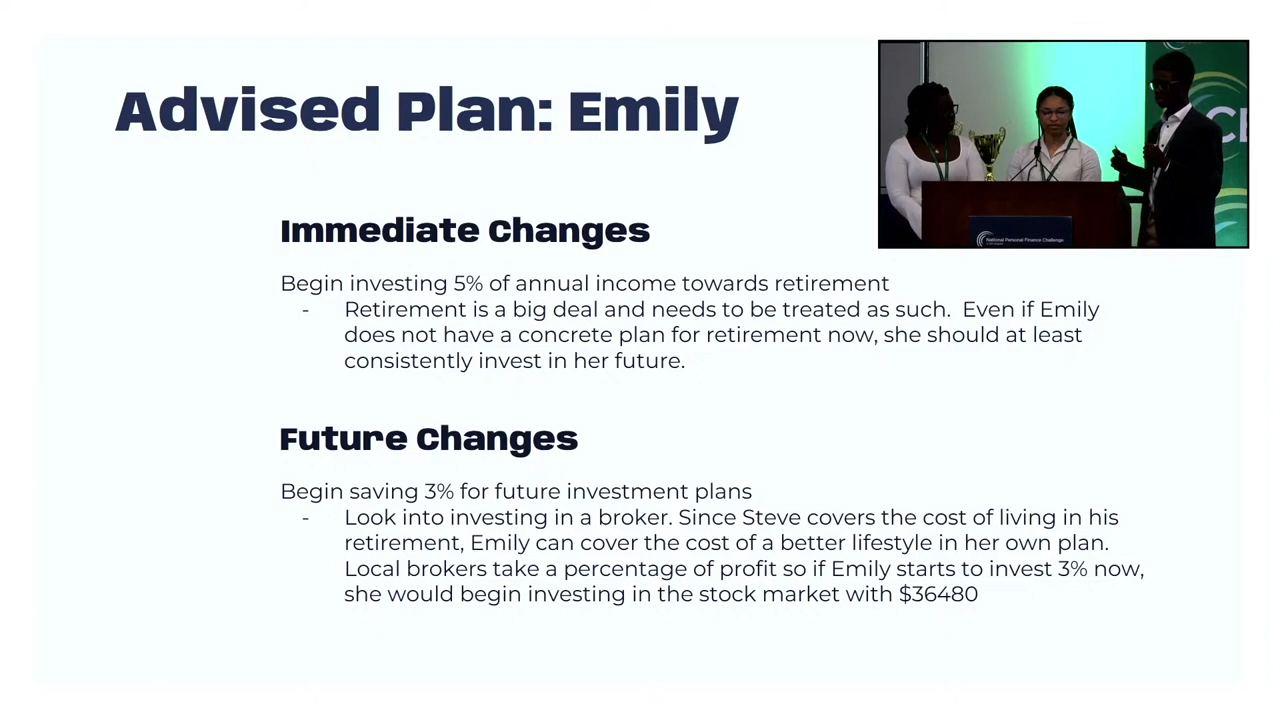 Advised Plan: Emily
Immediate Changes
Begin investing 5% of annual income towards retirement
- Retirement is a big deal and needs to be treated as such.  Even if Emily
does not have a concrete plan for retirement now, she should at least
consistently invest in her future.
Future Changes
Begin saving 3% for future investment plans
- Look into investing in a broker. Since Steve covers the cost of living in his
retirement, Emily can cover the cost of a better lifestyle in her own plan.
Local brokers take a percentage of profit so if Emily starts to invest 3% now,
she would begin investing in the stock market with $36480
National Personal Finance Challenge